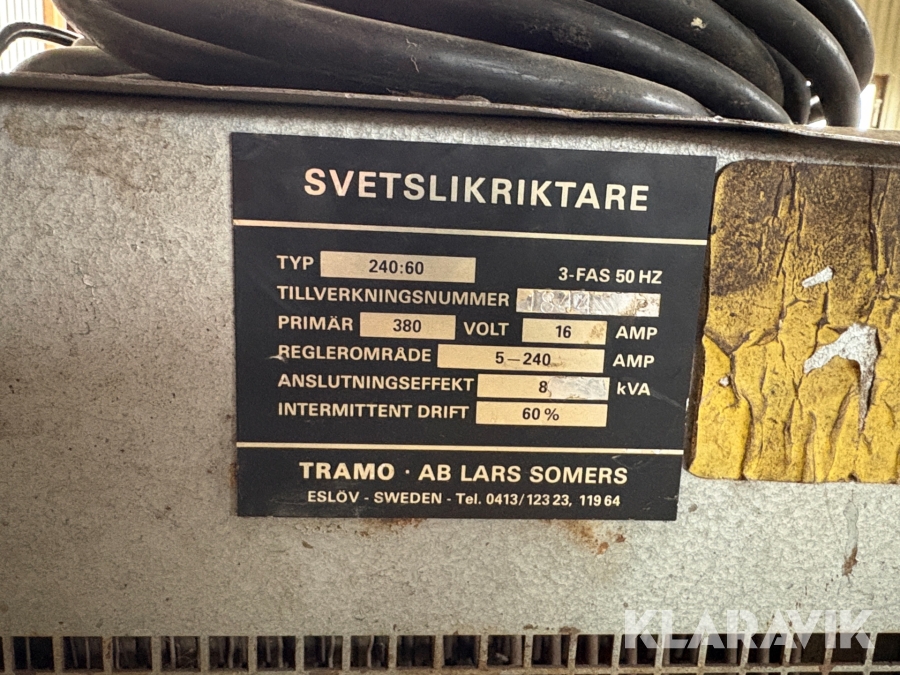 SVETSLIKRIKTARE
TYP 240:60 3-FAS 50 HZ
TILLVERKNINGSNUMMER
PRIMÄR 380 VOLT 16 AMP
REGLEROMRÅDE 5–240 AMP
ANSLUTNINGSEFFEKT 8 kVA
INTERMITTENT DRIFT 60%
TRAMO · AB LARS SOMERS
ESLÖV - SWEDEN - Tel. 0413/123 23, 119 64
KLARAVIK